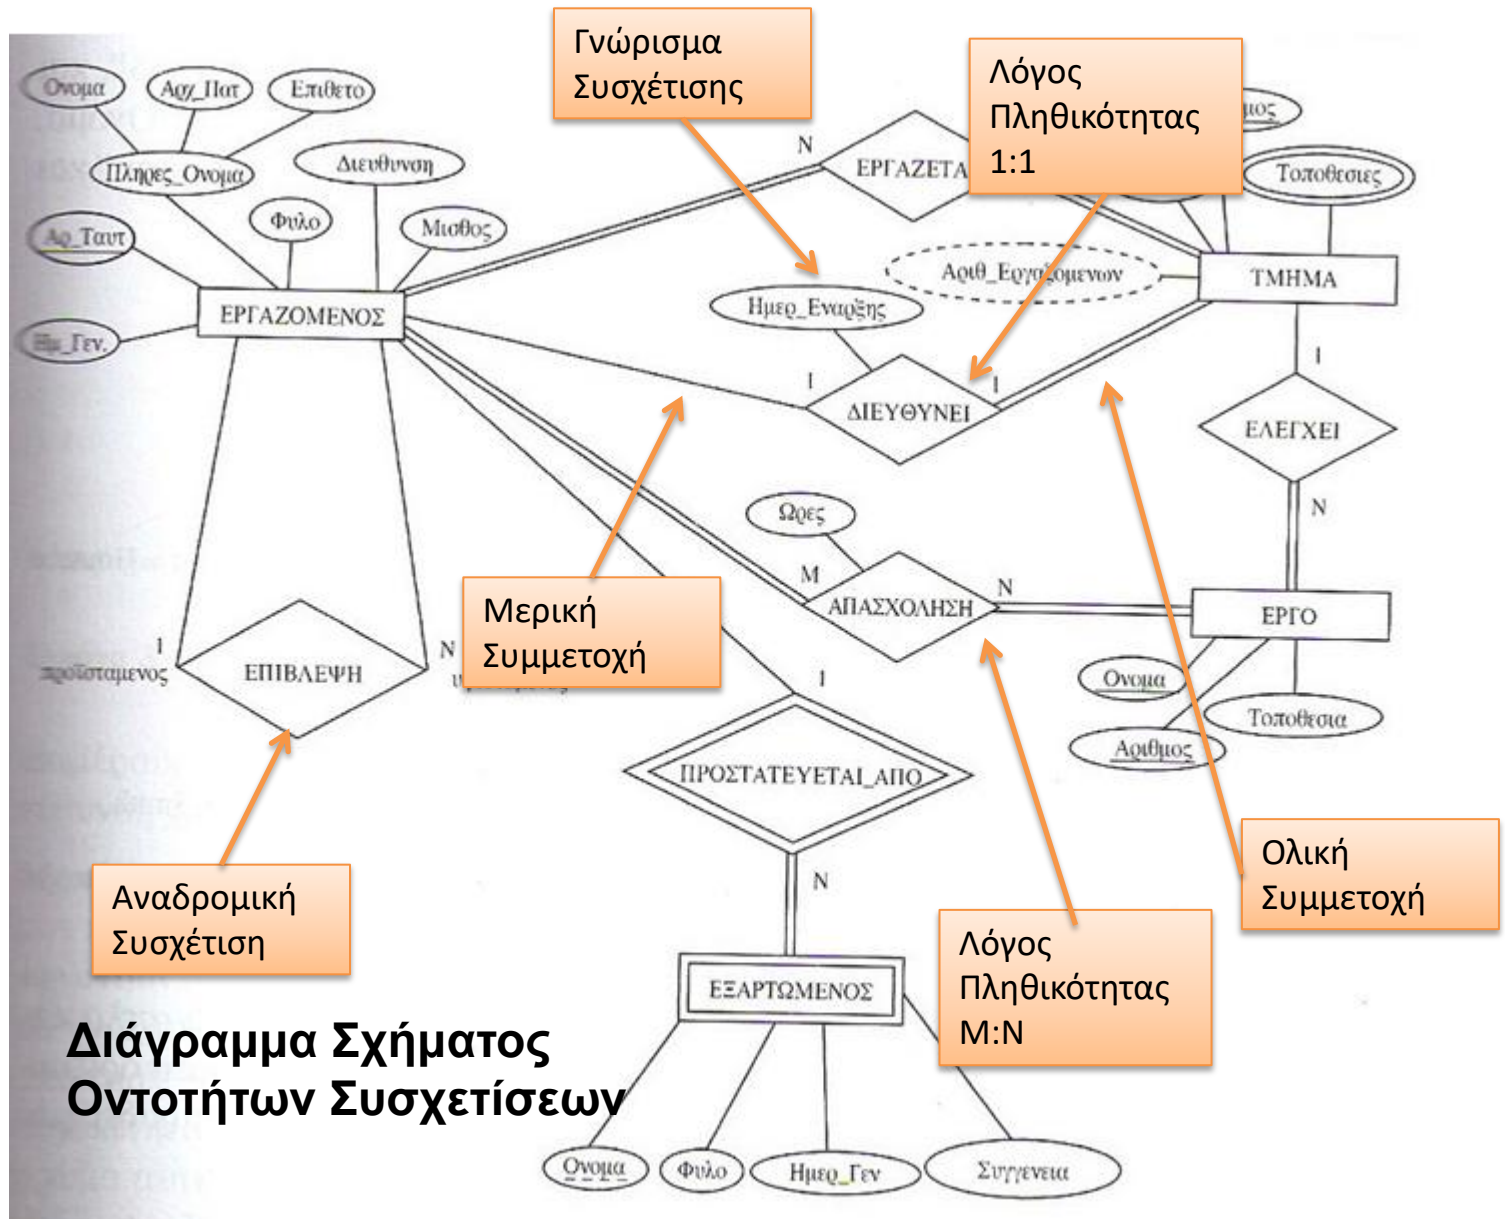 Γνώρισμα
Συσχέτισης
Λόγος
Πληθικότητας
1:1
Ονομα
Αρχ_Πατ
Επιθετο
Πληρες_Ονομα
Διευθυνση
N
ΕΡΓΑΖΕΤΑ
Τοποθεσιες
Φυλο
Μισθος
Αρ_Ταυτ
Αριθ_Εργαζομενων
ΤΜΗΜΑ
ΕΡΓΑΖΟΜΕΝΟΣ
Ημερ_Εναρξης
Ημ_Γεν.
1
1
1
ΔΙΕΥΘΥΝΕΙ
ΕΛΕΓΧΕΙ
N
Ωρες
M
N
ΑΠΑΣΧΟΛΗΣΗ
ΕΡΓΟ
Μερική
Συμμετοχή
1
προϊσταμενος
ΕΠΙΒΛΕΨΗ
N
1
Ονομα
Τοποθεσια
Αριθμος
ΠΡΟΣΤΑΤΕΥΕΤΑΙ_ΑΠΟ
Ολική
Συμμετοχή
Αναδρομική
Συσχέτιση
N
Λόγος
Πληθικότητας
M:N
ΕΞΑΡΤΩΜΕΝΟΣ
Διάγραμμα Σχήματος
Οντοτήτων Συσχετίσεων
Ονομα
Φυλο
Ημερ_Γεν
Συγγενεια